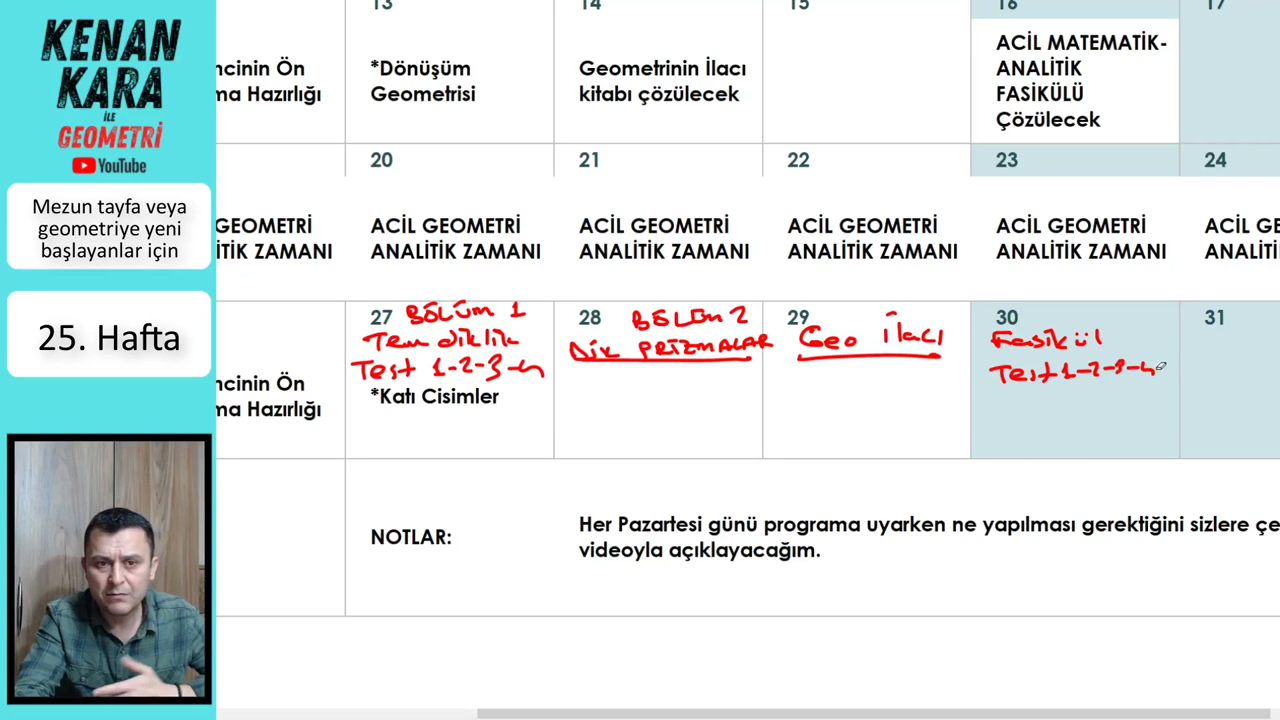 KENAN
KARA
İLE
GEOMETRİ
YouTube
Mezun tayfa veya
geometriye yeni
başlayanlar için
25. Hafta
13
14
15
16
17
ncinin Ön
ma Hazırlığı
*Dönüşüm
Geometrisi
Geometrinin İlacı
kitabı çözülecek
ACİL MATEMATİK-
ANALİTİK
FASİKÜLÜ
Çözülecek
20
21
22
23
24
GEOMETRİ
İTİK ZAMANI
ACİL GEOMETRİ
ANALİTİK ZAMANI
ACİL GEOMETRİ
ANALİTİK ZAMANI
ACİL GEOMETRİ
ANALİTİK ZAMANI
ACİL GEOMETRİ
ANALİTİK ZAMANI
ACİL GE
ANALİTİ
ncinin Ön
ma Hazırlığı
27 BÖLÜM 1
Tem diklik
Test 1-2-3-4
*Katı Cisimler
28 BÖLÜM 2
Dik PRİZMALAR
29
Geo İlacı
30
Fasikül
Test 1-2-3-4
31
NOTLAR:
Her Pazartesi günü programa uyarken ne yapılması gerektiğini sizlere çe
videoyla açıklayacağım.